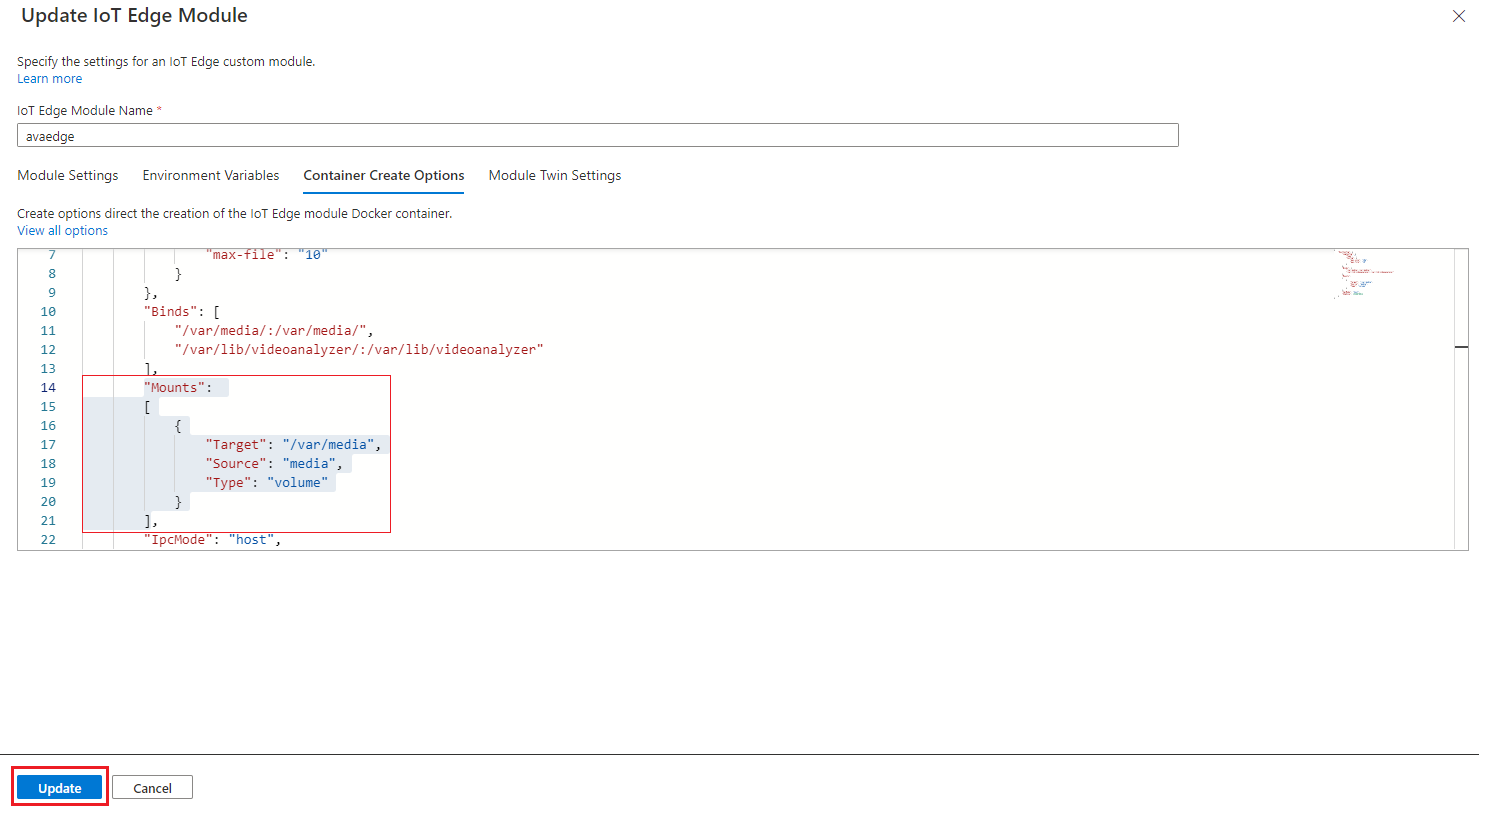 Update IoT Edge Module
Specify the settings for an IoT Edge custom module.
Learn more
IoT Edge Module Name *
avaedge
Module Settings Environment Variables Container Create Options Module Twin Settings
Create options direct the creation of the IoT Edge module Docker container.
View all options
7 "max-file": "10"
8 }
9 },
10 "Binds": [
11 "/var/media/:/var/media/",
12 "/var/lib/videoanalyzer/:/var/lib/videoanalyzer"
13 ],
14 "Mounts":
15 [
16 {
17 "Target": "/var/media",
18 "Source": "media",
19 "Type": "volume"
20 }
21 ],
22 "IpcMode": "host",
Update Cancel